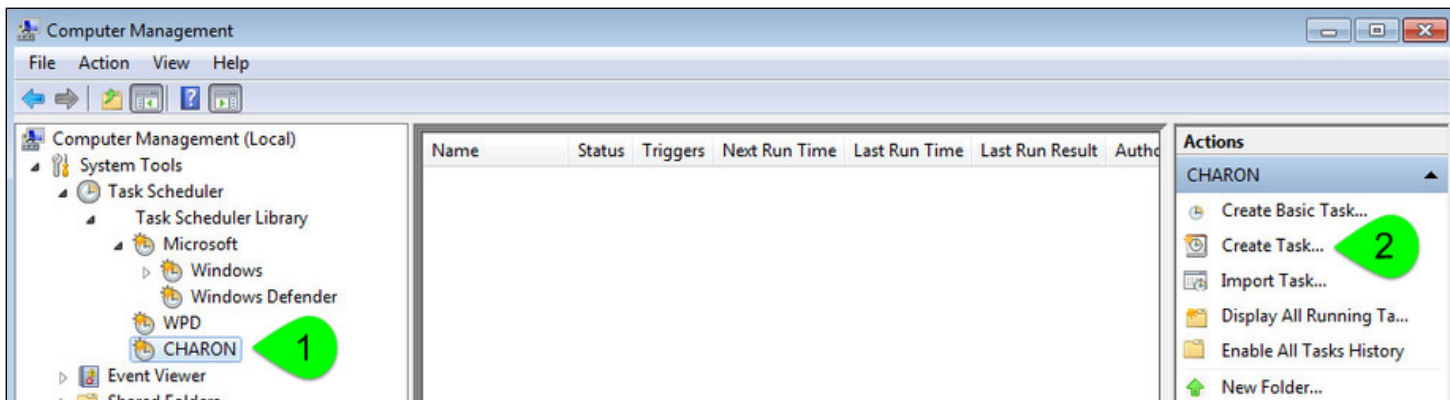 Computer Management
File Action View Help
Computer Management (Local)
System Tools
Task Scheduler
Task Scheduler Library
Microsoft
Windows
Windows Defender
WPD
CHARON
1
Event Viewer
Shared Folders
Name Status Triggers Next Run Time Last Run Time Last Run Result Autho
Actions
CHARON
Create Basic Task...
Create Task...
2
Import Task...
Display All Running Ta...
Enable All Tasks History
New Folder...